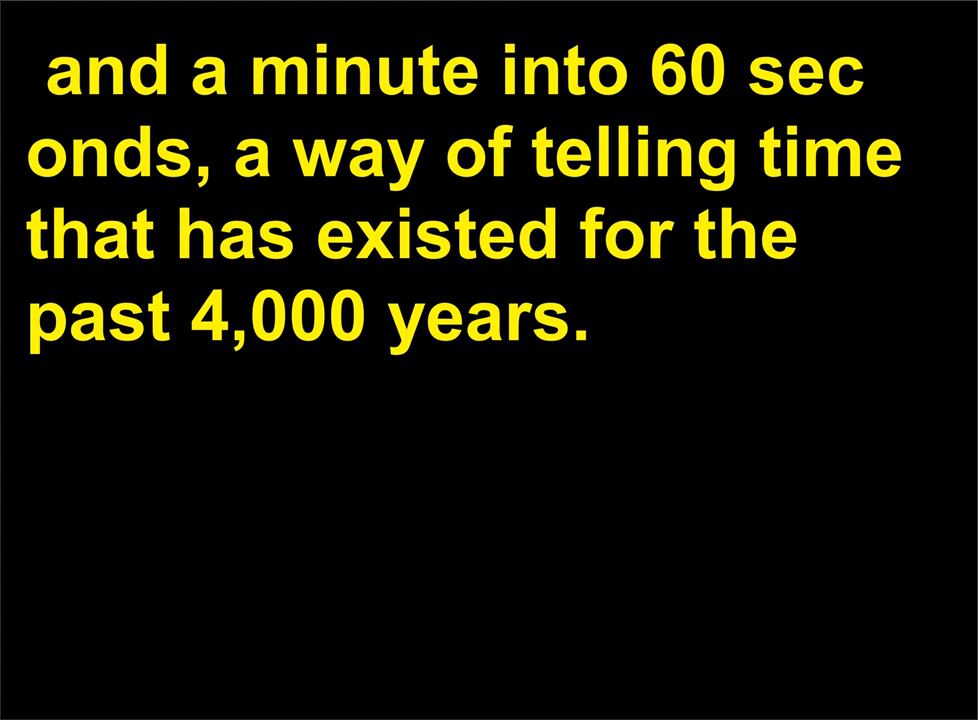 and a minute into 60 sec
onds, a way of telling time
that has existed for the
past 4,000 years.